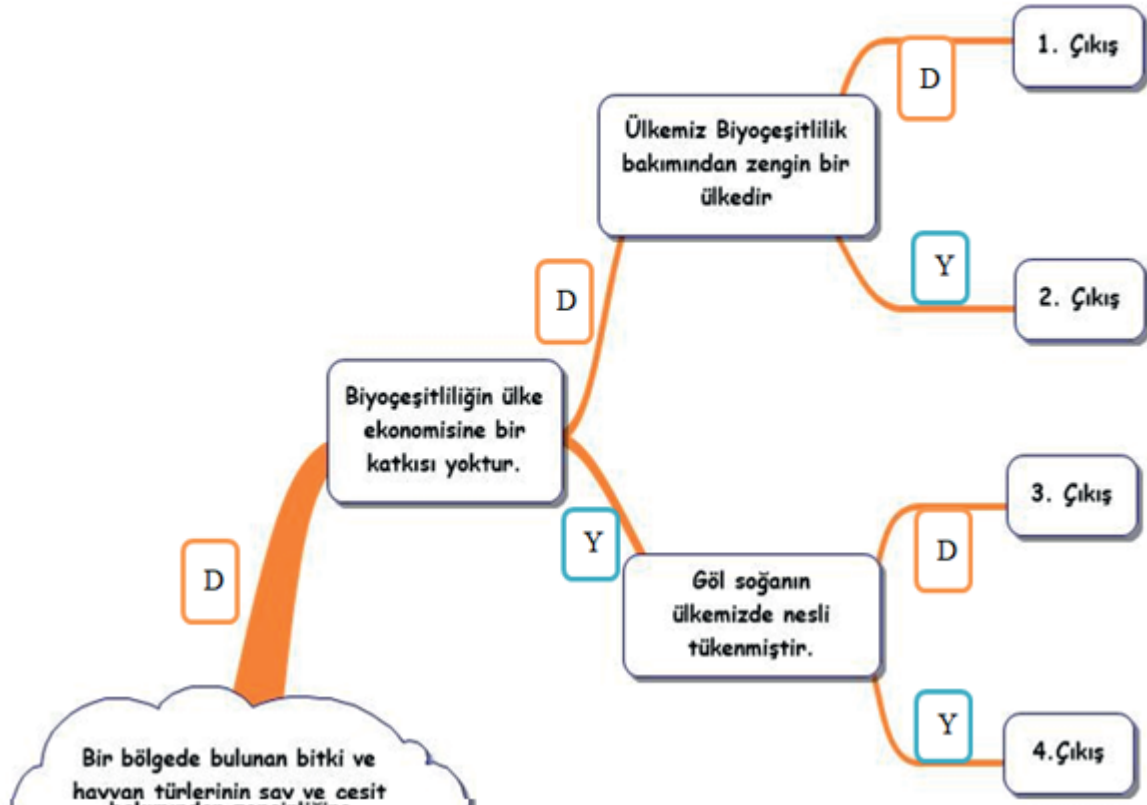 1. Çıkış
D
Ülkemiz Biyoçeşitlilik
bakımından zengin bir
ülkedir
Y
2. Çıkış
D
Biyoçeşitliliğin ülke
ekonomisine bir
katkısı yoktur.
3. Çıkış
D
Y
D
Göl soğanın
ülkemizde nesli
tükenmiştir.
Y
4.Çıkış
Bir bölgede bulunan bitki ve
hayvan türlerinin say ve çeşit